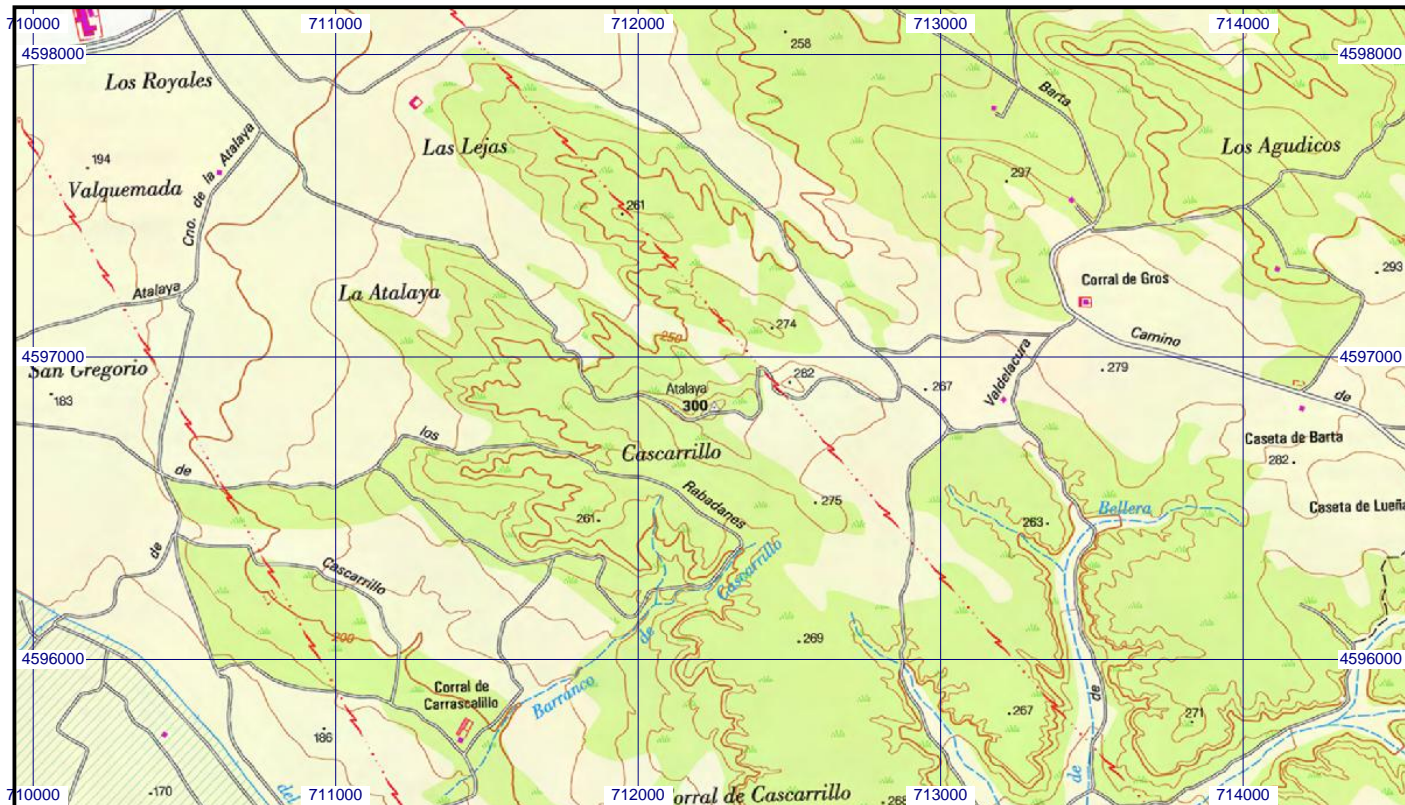 710000
711000
712000
713000
714000
258
4598000
4598000
Los Royales
Barta
Las Lejas
Los Agudicos
194
Cno. de la Atalaya
Valquemada
297
261
293
Atalaya
La Atalaya
Corral de Gros
274
250
Camino
San Gregorio
4597000
4597000
279
282
Valdelacura
267
Atalaya
300
183
de
los
Cascarrillo
Caseta de Barta
282
de
Rabadanes
275
Caseta de Lueña
261
263
Bellera
de
Cascarrillo
Cascarrillo
200
de
269
4596000
4596000
Corral de
Carrascalillo
Barranco
de
267
271
186
de
170
del
orral de Cascarrillo
268
710000
711000
712000
713000
714000